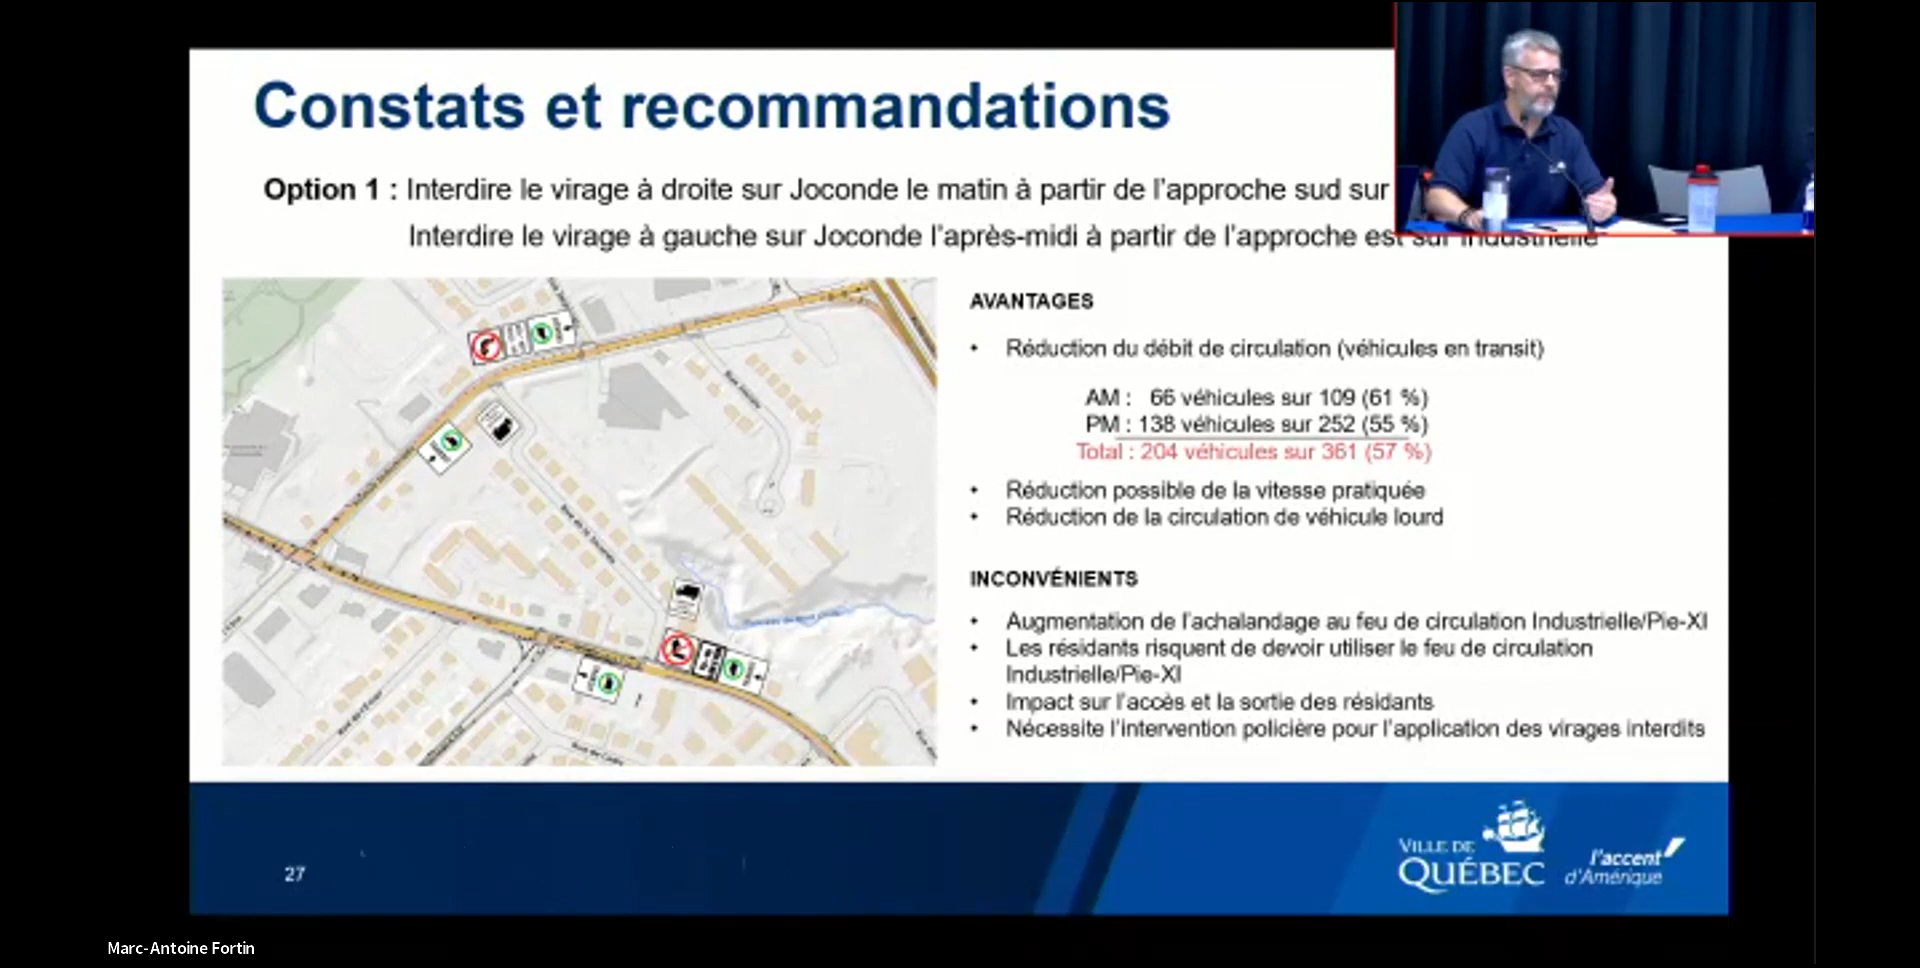 Constats et recommandations
Option 1 : Interdire le virage à droite sur Joconde le matin à partir de l'approche sud sur
Interdire le virage à gauche sur Joconde l'après-midi à partir de l'approche est sur Industrielle
AVANTAGES
• Réduction du débit de circulation (véhicules en transit)
AM : 66 véhicules sur 109 (61 %)
PM : 138 véhicules sur 252 (55 %)
Total : 204 véhicules sur 361 (57 %)
• Réduction possible de la vitesse pratiquée
• Réduction de la circulation de véhicule lourd
INCONVÉNIENTS
• Augmentation de l'achalandage au feu de circulation Industrielle/Pie-XI
• Les résidants risquent de devoir utiliser le feu de circulation
Industrielle/Pie-XI
• Impact sur l'accès et la sortie des résidants
• Nécessite l'intervention policière pour l'application des virages interdits
27
VILLE DE
QUÉBEC
l'accent
d'Amérique
Marc-Antoine Fortin